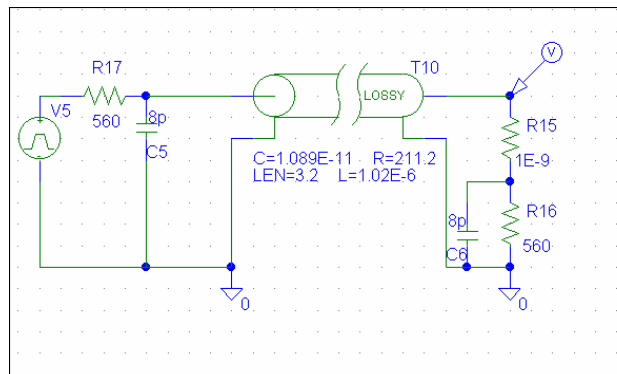 V
R17
T10
V5
8p
LOSSY
560
C5
R15
1E-9
C=1.089E-11 R=211.2
LEN=3.2 L=1.02E-6
R16
8p
560
C6
0
0